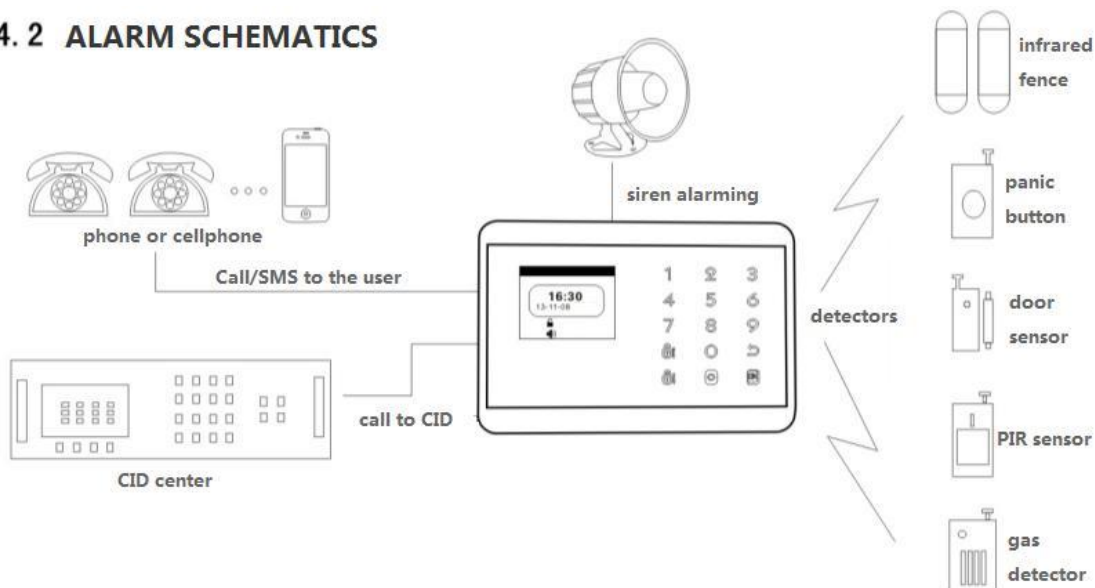 4.2 ALARM SCHEMATICS
infrared
fence
siren alarming
panic
button
phone or cellphone
Call/SMS to the user
16:30
13-11-08
1 2 3
4 5 6
7 8 9
0
detectors
door
sensor
call to CID
CID center
PIR sensor
gas
detector